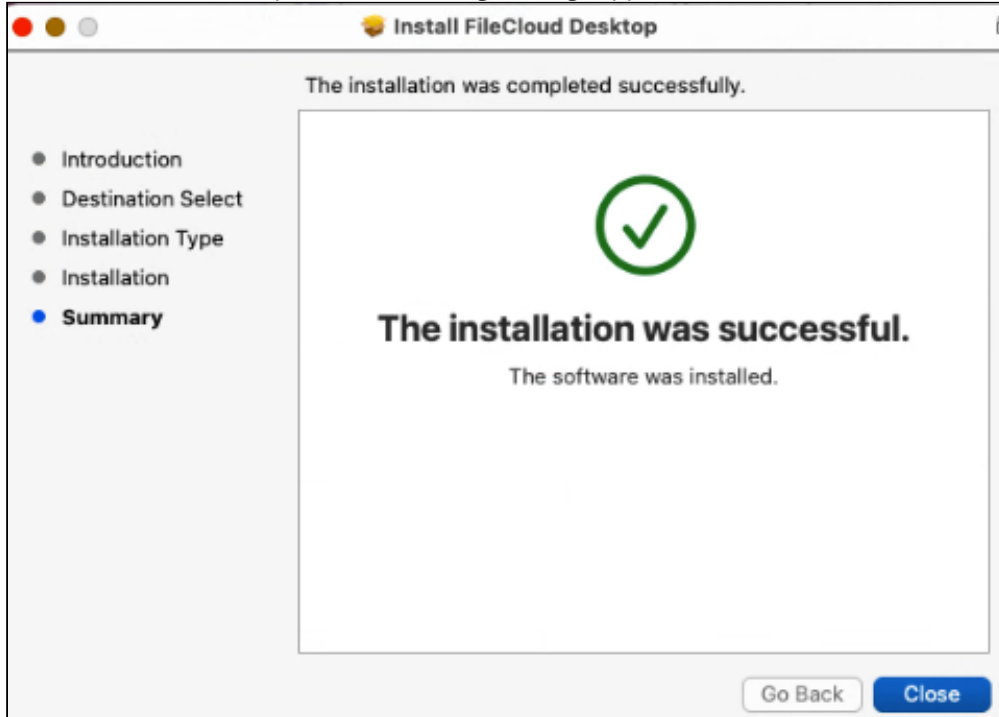 Install FileCloud Desktop
The installation was completed successfully.
Introduction
Destination Select
Installation Type
Installation
Summary
The installation was successful.
The software was installed.
Go Back
Close